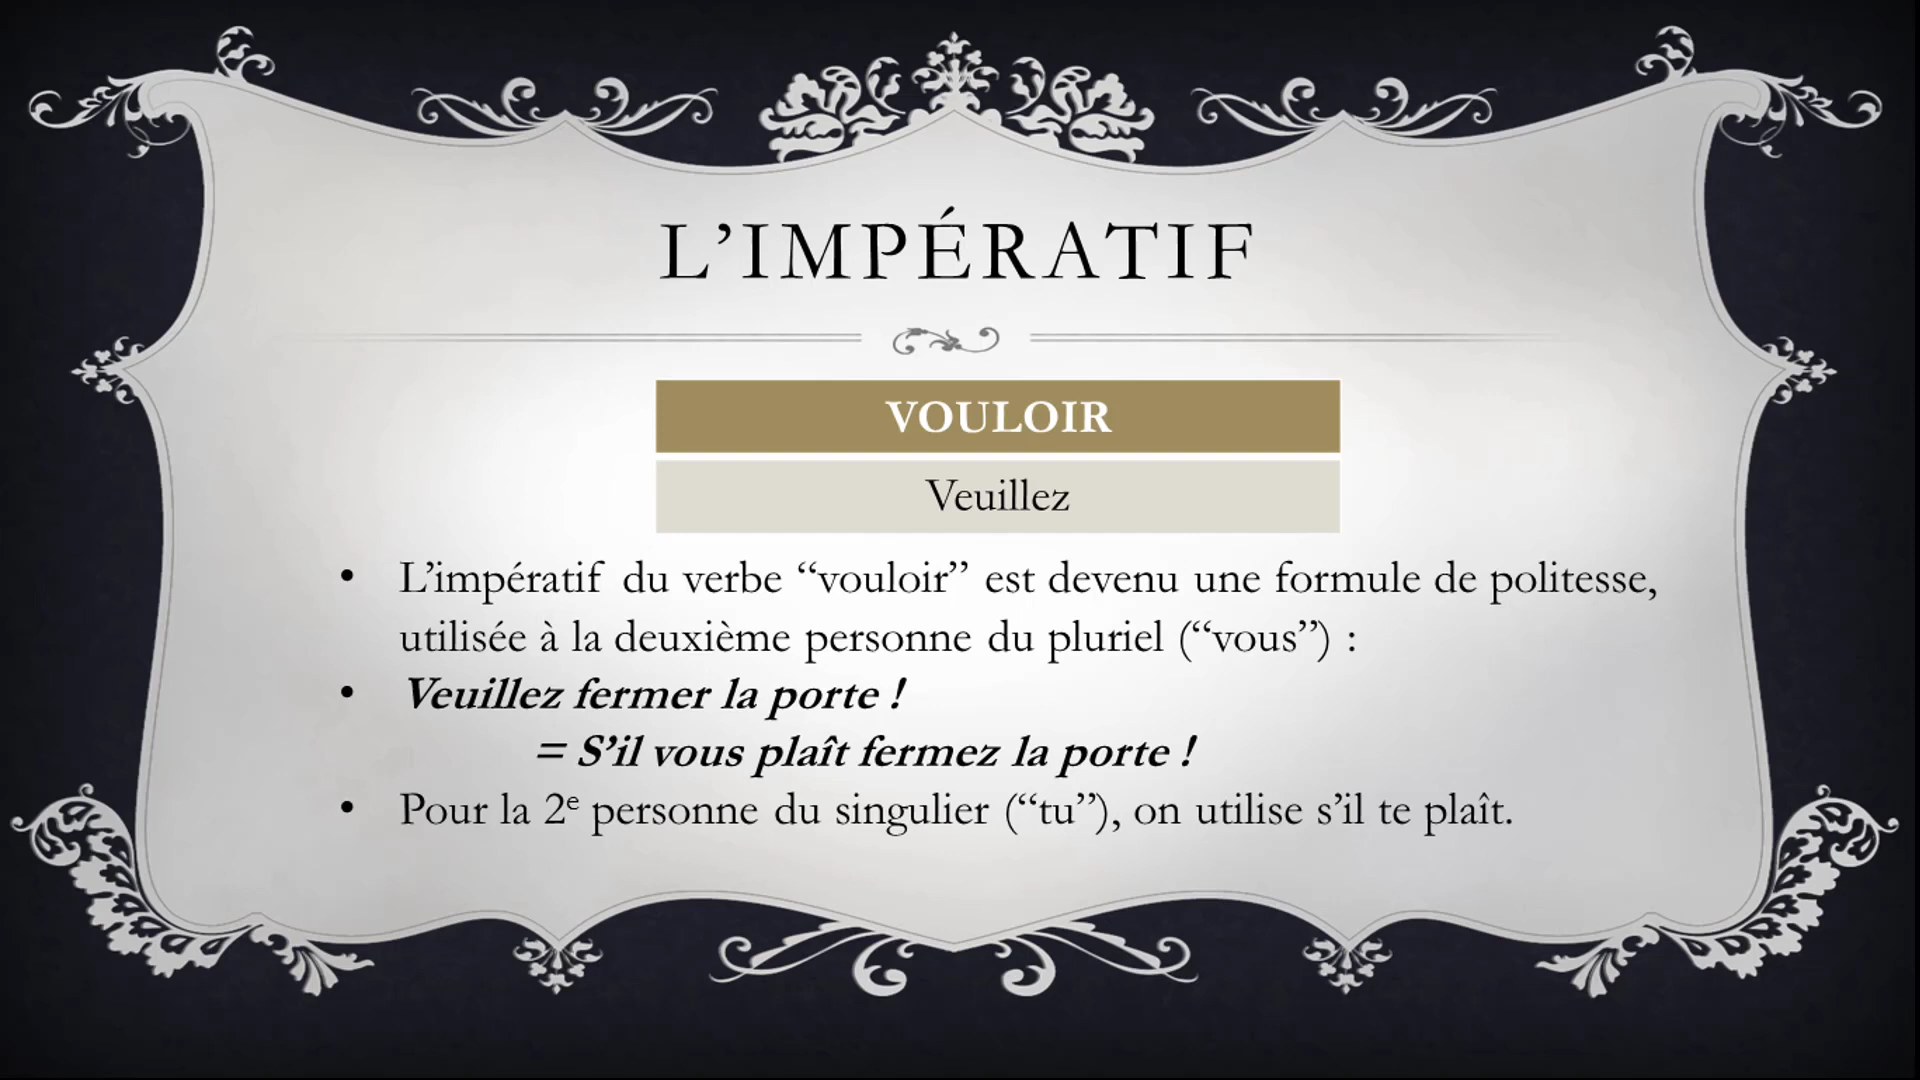 L’IMPÉRATIF
VOULOIR
Veuillez
• L’impératif du verbe “vouloir” est devenu une formule de politesse,
utilisée à la deuxième personne du pluriel (“vous”) :
• Veuillez fermer la porte !
= S’il vous plaît fermez la porte !
• Pour la 2ᵉ personne du singulier (“tu”), on utilise s’il te plaît.